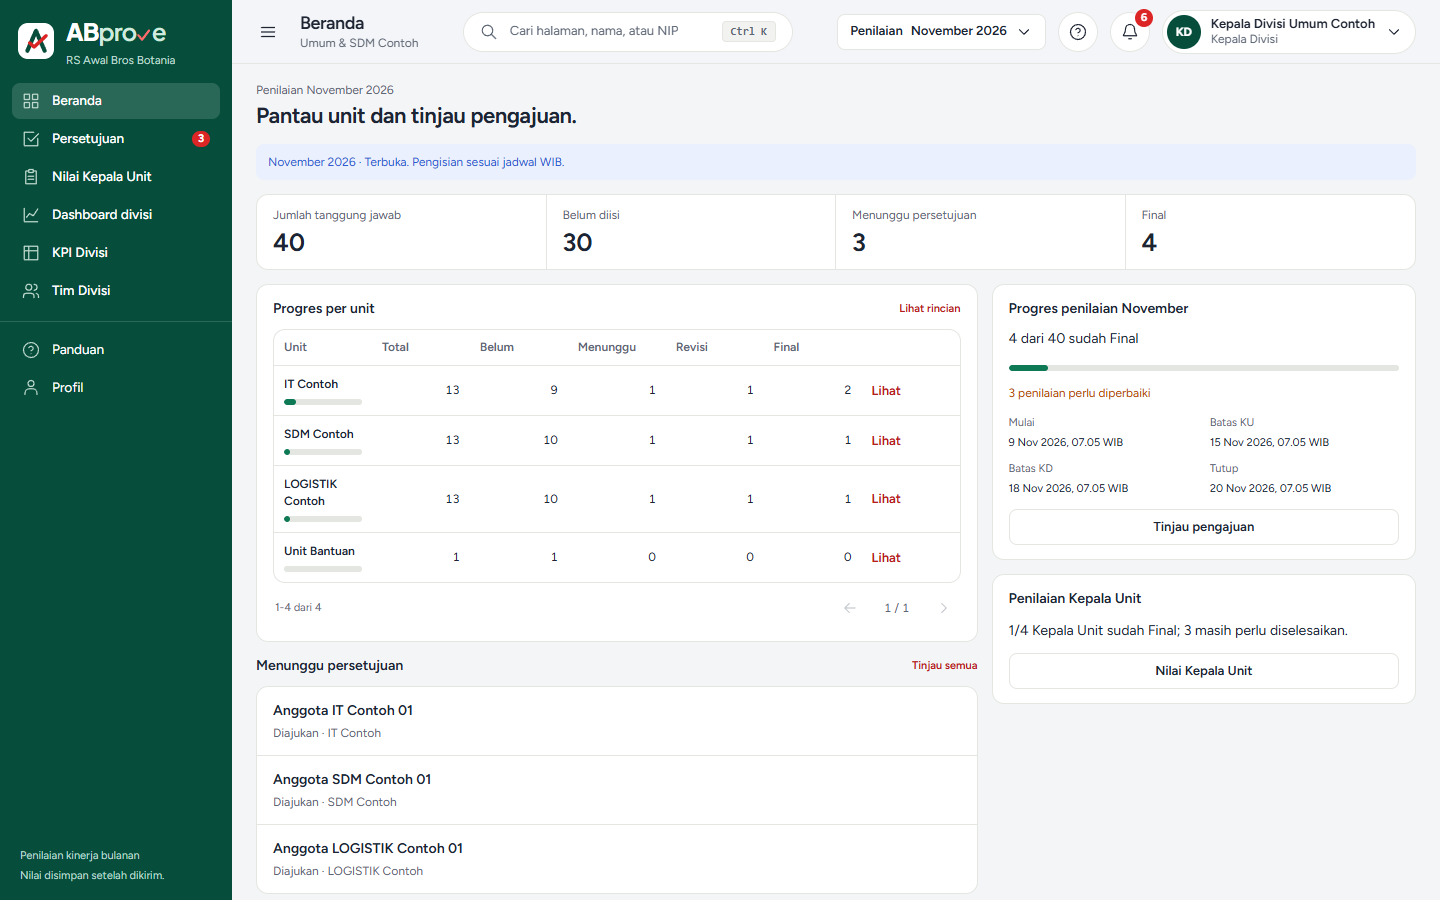 ABprove
RS Awal Bros Botania
Beranda
Persetujuan 3
Nilai Kepala Unit
Dashboard divisi
KPI Divisi
Tim Divisi
Panduan
Profil
Penilaian kinerja bulanan
Nilai disimpan setelah dikirim.
Beranda
Umum & SDM Contoh
Cari halaman, nama, atau NIP Ctrl K
Penilaian November 2026
6
KD
Kepala Divisi Umum Contoh
Kepala Divisi
Penilaian November 2026
Pantau unit dan tinjau pengajuan.
November 2026 · Terbuka. Pengisian sesuai jadwal WIB.
Jumlah tanggung jawab
40
Belum diisi
30
Menunggu persetujuan
3
Final
4
Progres per unit Lihat rincian
Unit Total Belum Menunggu Revisi Final
IT Contoh 13 9 1 1 2 Lihat
SDM Contoh 13 10 1 1 1 Lihat
LOGISTIK
Contoh 13 10 1 1 1 Lihat
Unit Bantuan 1 1 0 0 0 Lihat
1-4 dari 4 1 / 1
Menunggu persetujuan Tinjau semua
Anggota IT Contoh 01
Diajukan · IT Contoh
Anggota SDM Contoh 01
Diajukan · SDM Contoh
Anggota LOGISTIK Contoh 01
Diajukan · LOGISTIK Contoh
Progres penilaian November
4 dari 40 sudah Final
3 penilaian perlu diperbaiki
Mulai Batas KU
9 Nov 2026, 07.05 WIB 15 Nov 2026, 07.05 WIB
Batas KD Tutup
18 Nov 2026, 07.05 WIB 20 Nov 2026, 07.05 WIB
Tinjau pengajuan
Penilaian Kepala Unit
1/4 Kepala Unit sudah Final; 3 masih perlu diselesaikan.
Nilai Kepala Unit